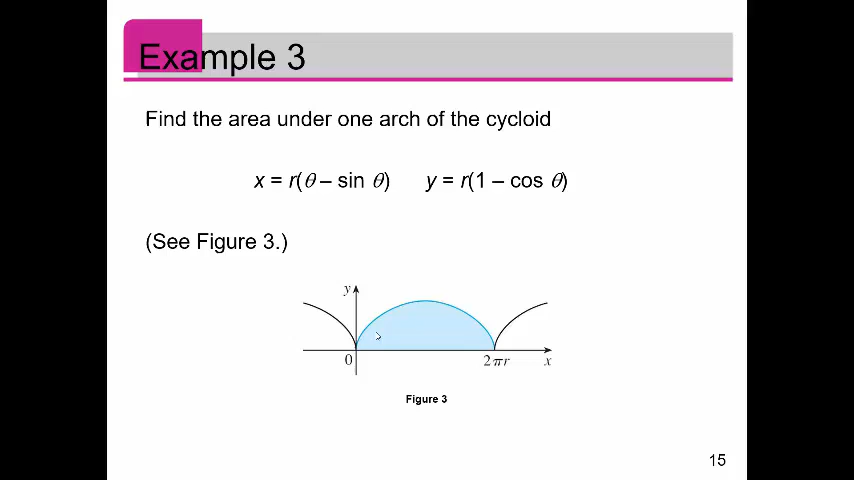 Example 3
Find the area under one arch of the cycloid
x = r(θ – sin θ) y = r(1 – cos θ)
(See Figure 3.)
y
0
2πr
x
Figure 3
15